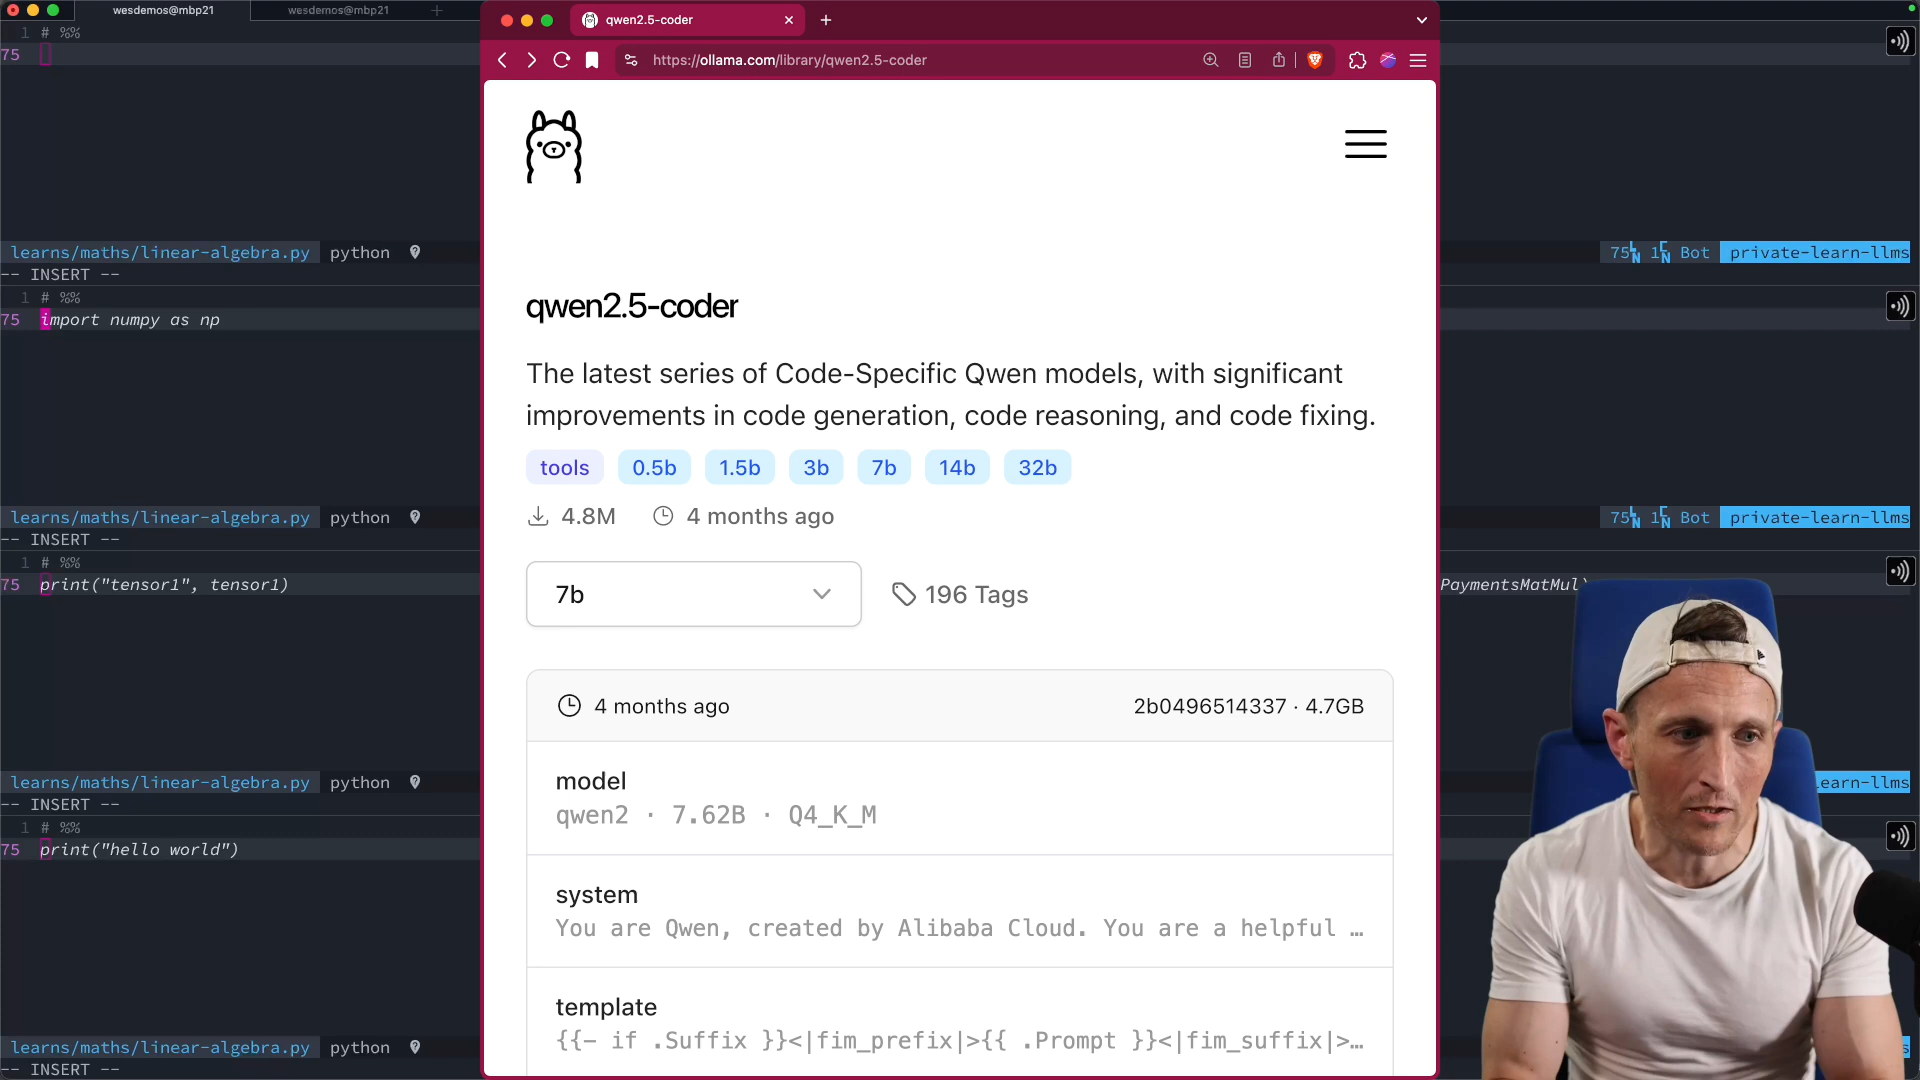 wesdemos@mbp21
wesdemos@mbp21
1 # %%
75
learns/maths/linear-algebra.py python
75 1 Bot private-learn-llms
-- INSERT --
1 # %%
75 import numpy as np
learns/maths/linear-algebra.py python
75 1 Bot private-learn-llms
-- INSERT --
1 # %%
75 print("tensor1", tensor1)
PaymentsMatMul
learns/maths/linear-algebra.py python
earn-llms
-- INSERT --
1 # %%
75 print("hello world")
learns/maths/linear-algebra.py python
s
-- INSERT --
qwen2.5-coder
https://ollama.com/library/qwen2.5-coder
qwen2.5-coder
The latest series of Code-Specific Qwen models, with significant
improvements in code generation, code reasoning, and code fixing.
tools 0.5b 1.5b 3b 7b 14b 32b
4.8M 4 months ago
7b 196 Tags
4 months ago 2b0496514337 · 4.7GB
model
qwen2 · 7.62B · Q4_K_M
system
You are Qwen, created by Alibaba Cloud. You are a helpful …
template
{{- if .Suffix }}<|fim_prefix|>{{ .Prompt }}<|fim_suffix|>…